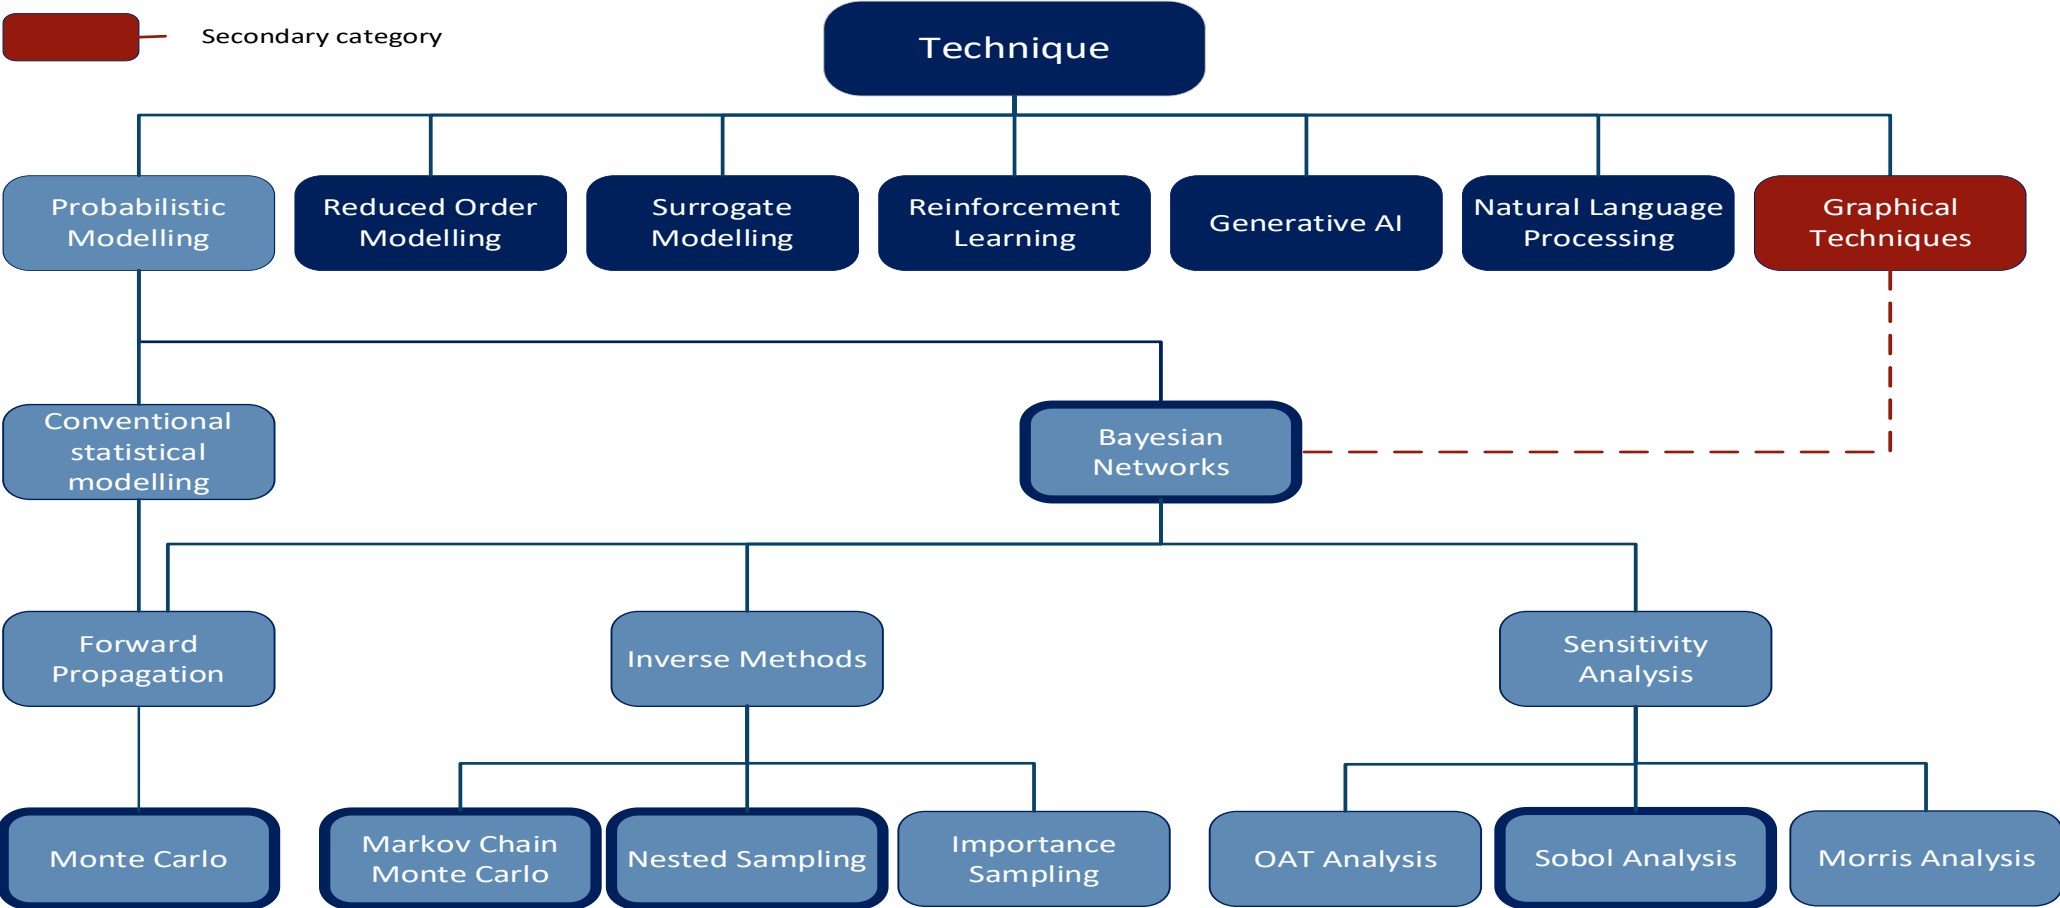 Secondary category
Technique
Probabilistic
Modelling
Reduced Order
Modelling
Surrogate
Modelling
Reinforcement
Learning
Generative AI
Natural Language
Processing
Graphical
Techniques
Conventional
statistical
modelling
Bayesian
Networks
Forward
Propagation
Inverse Methods
Sensitivity
Analysis
Monte Carlo
Markov Chain
Monte Carlo
Nested Sampling
Importance
Sampling
OAT Analysis
Sobol Analysis
Morris Analysis